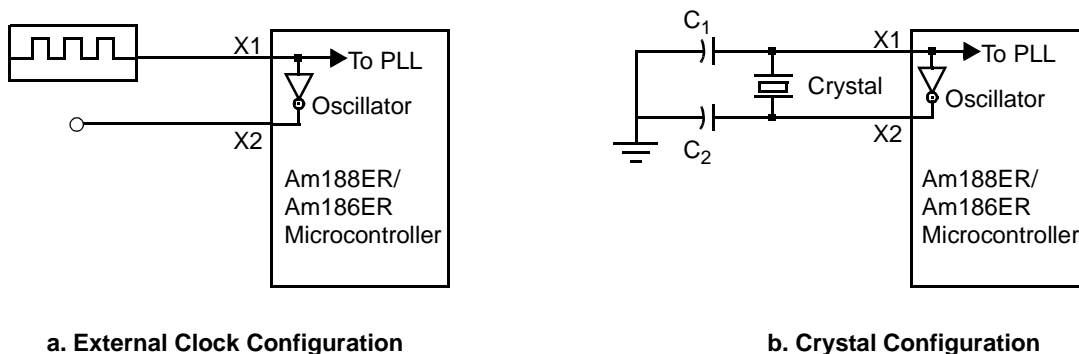 X1
To PLL
Oscillator
X2
Am188ER/
Am186ER
Microcontroller
a. External Clock Configuration
C1
X1
To PLL
Crystal
Oscillator
X2
C2
Am188ER/
Am186ER
Microcontroller
b. Crystal Configuration